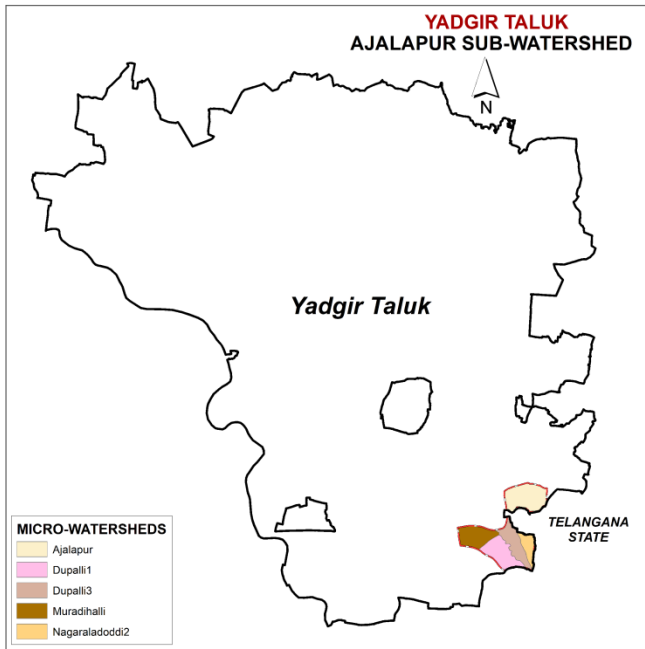 YADGIR TALUK
AJALAPUR SUB-WATERSHED
N
Yadgir Taluk
TELANGANA
STATE
MICRO-WATERSHEDS
Ajalapur
Dupalli1
Dupalli3
Muradihalli
Nagaraladoddi2